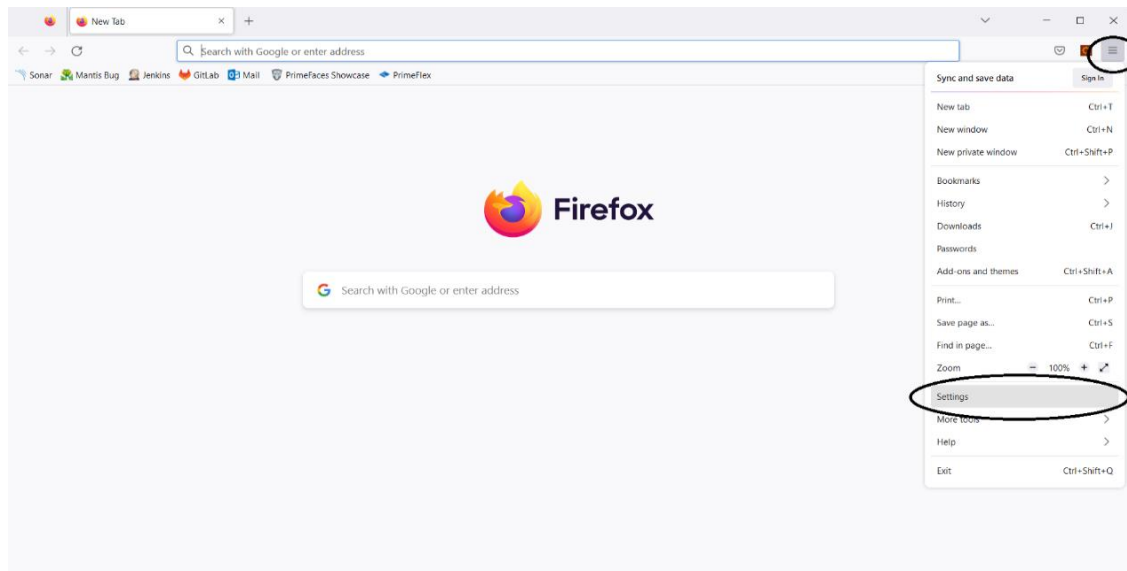 New Tab
Search with Google or enter address
Sonar Mantis Bug Jenkins GitLab Mail PrimeFaces Showcase PrimeFlex
Sync and save data Sign In
New tab Ctrl+T
New window Ctrl+N
New private window Ctrl+Shift+P
Bookmarks
History
Downloads Ctrl+J
Passwords
Add-ons and themes Ctrl+Shift+A
Firefox
Search with Google or enter address
Print... Ctrl+P
Save page as... Ctrl+S
Find in page... Ctrl+F
Zoom − 100% +
Settings
More tools
Help
Exit Ctrl+Shift+Q